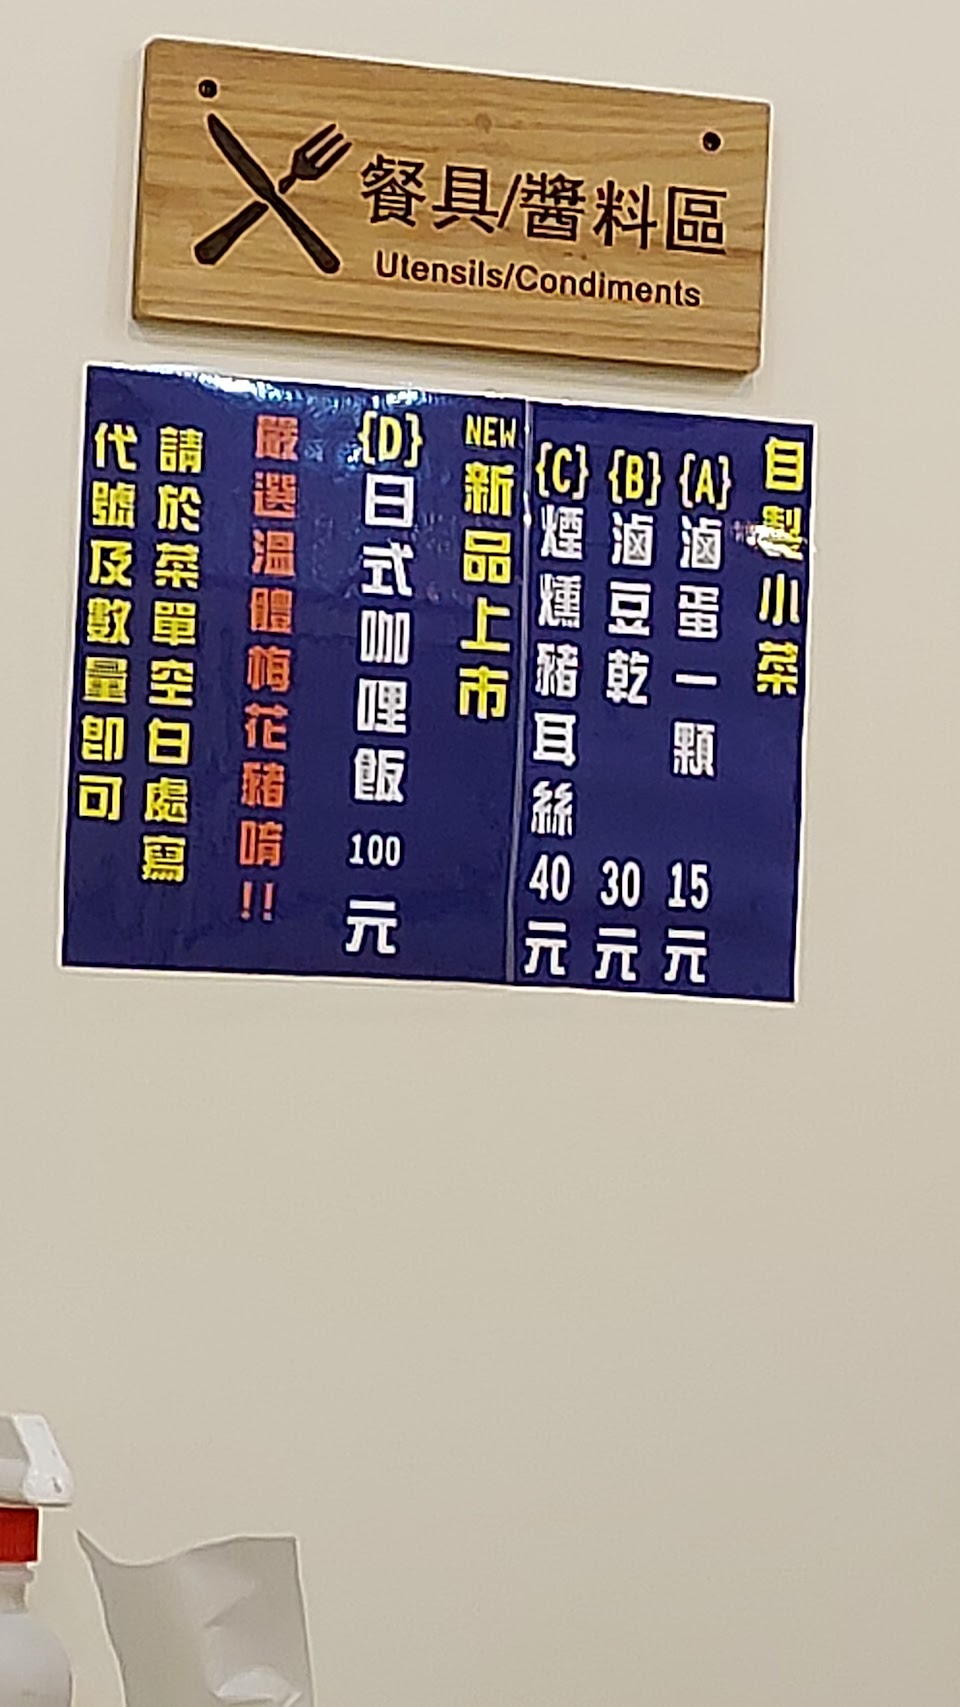 餐具/醬料區
Utensils/Condiments
自製小菜
{A}滷蛋一顆 15元
{B}滷豆乾 30元
{C}煙燻豬耳絲 40元
NEW新品上市
{D}日式咖哩飯 100元
嚴選溫體梅花豬唷!!
請於菜單空白處寫
代號及數量即可